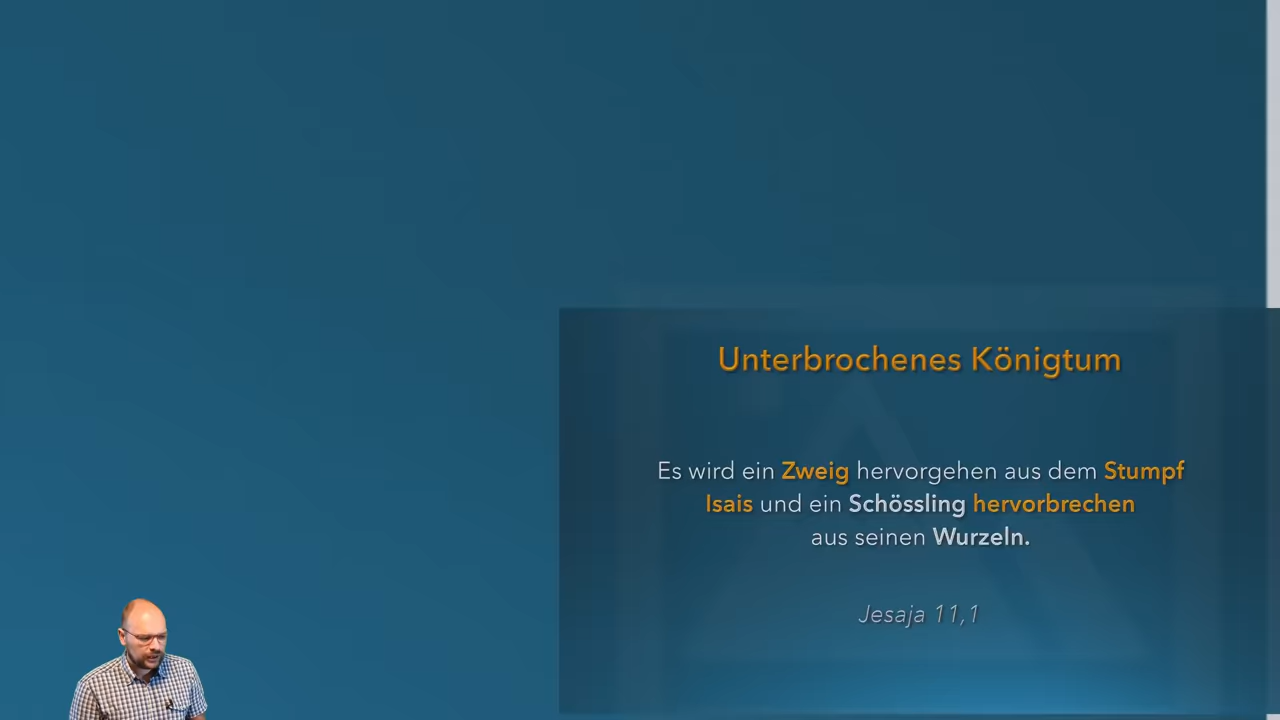 Unterbrochenes Königtum
Es wird ein Zweig hervorgehen aus dem Stumpf
Isais und ein Schössling hervorbrechen
aus seinen Wurzeln.
Jesaja 11,1